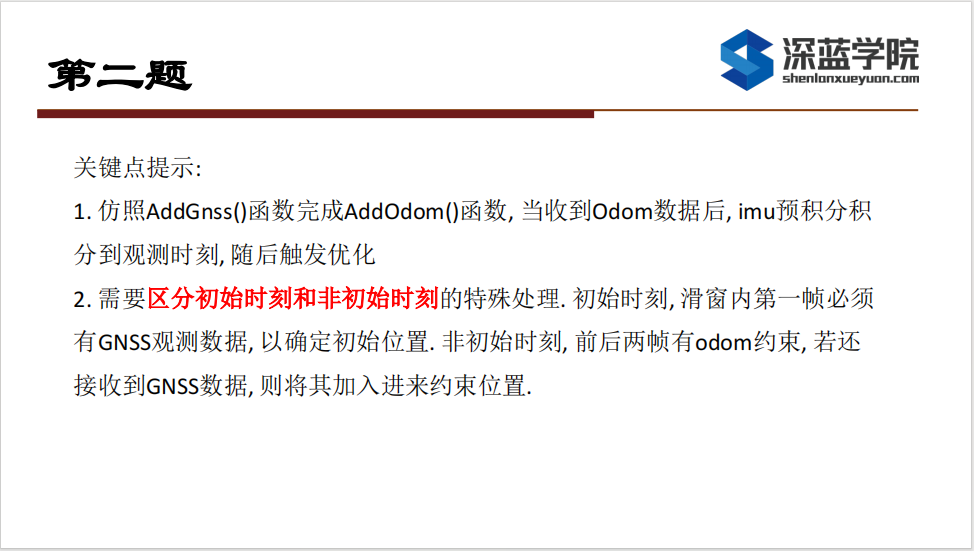 第二题
深蓝学院
shenlanxueyuan.com
关键点提示:
1. 仿照AddGnss()函数完成AddOdom()函数, 当收到Odom数据后, imu预积分积
分到观测时刻, 随后触发优化
2. 需要区分初始时刻和非初始时刻的特殊处理. 初始时刻, 滑窗内第一帧必须
有GNSS观测数据, 以确定初始位置. 非初始时刻, 前后两帧有odom约束, 若还
接收到GNSS数据, 则将其加入进来约束位置.